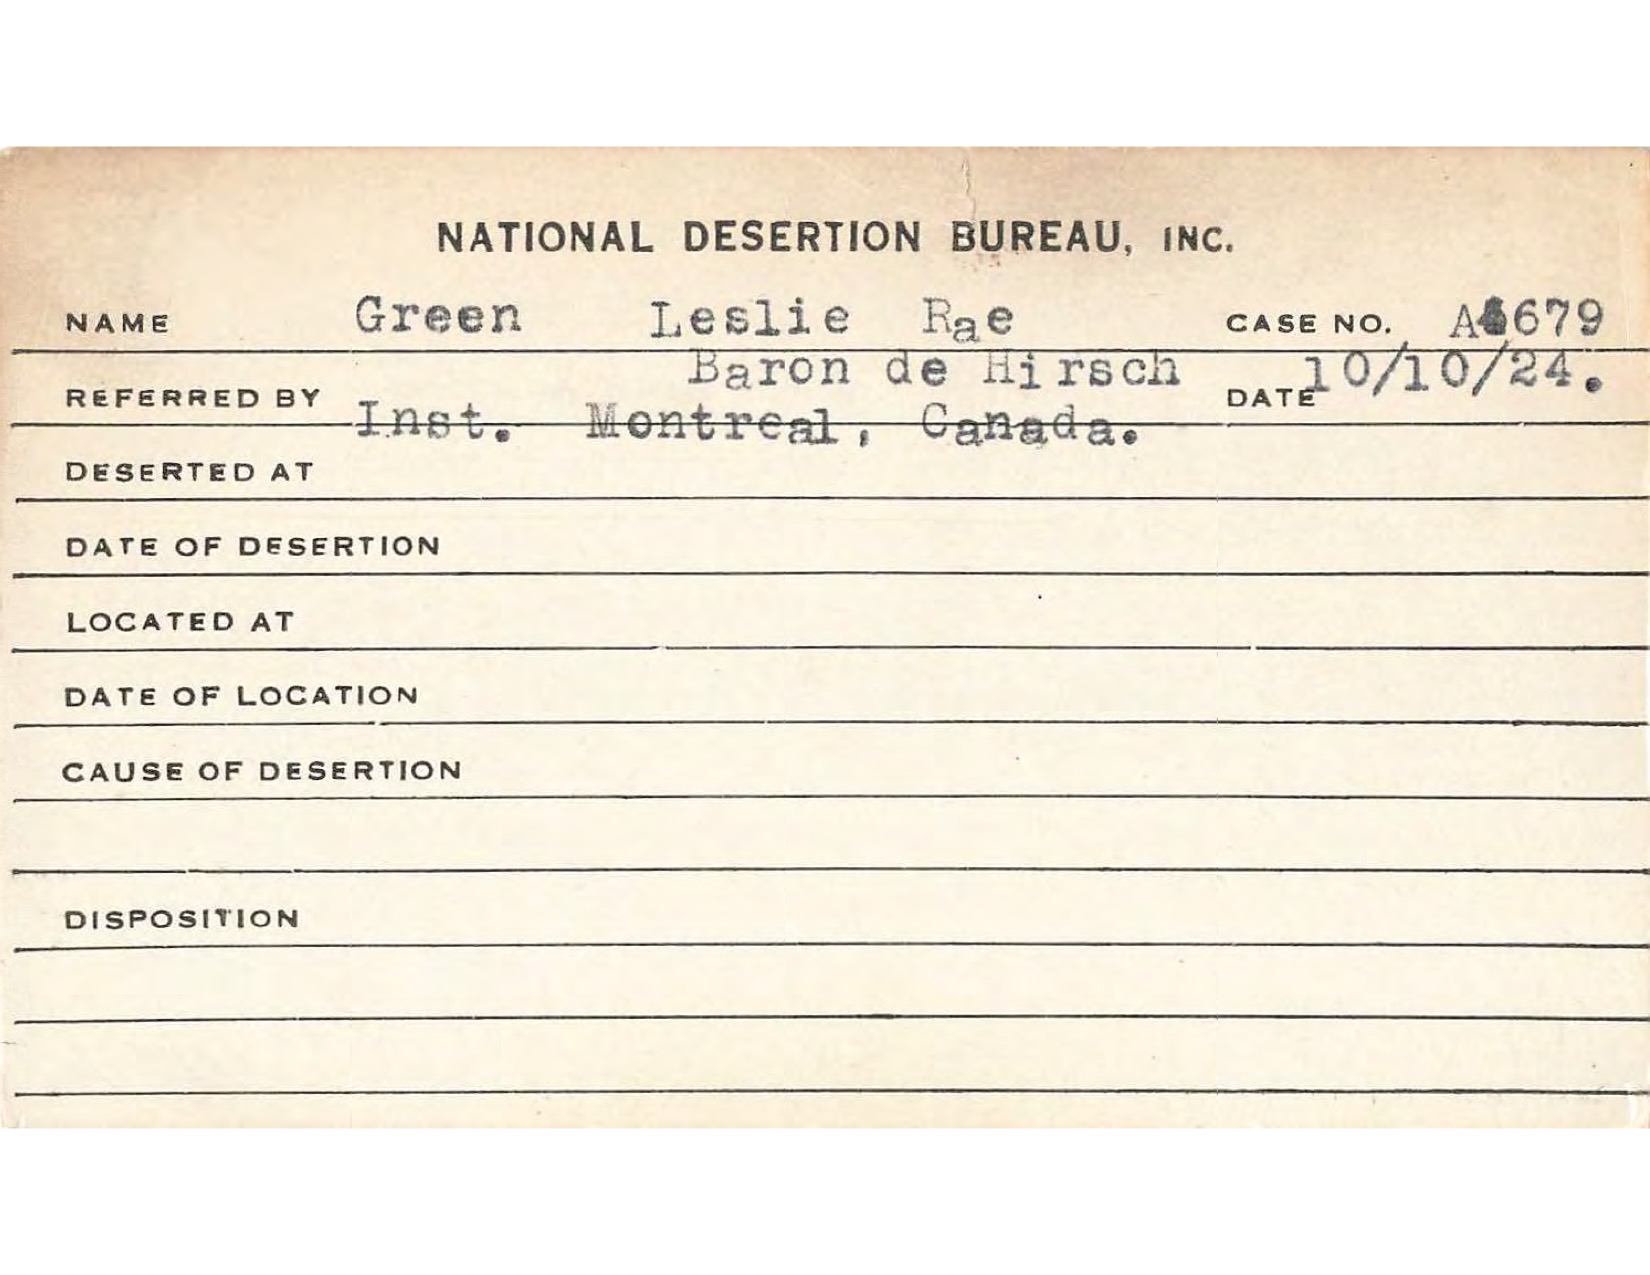 NATIONAL DESERTION BUREAU, INC.
NAME Green Leslie Rae CASE NO.
REFERRED BY Baron de Hirsch DATE 10/10/24.
Inst. Montreal, Canada.
DESERTED AT
DATE OF DESERTION
LOCATED AT
DATE OF LOCATION
CAUSE OF DESERTION
DISPOSITION